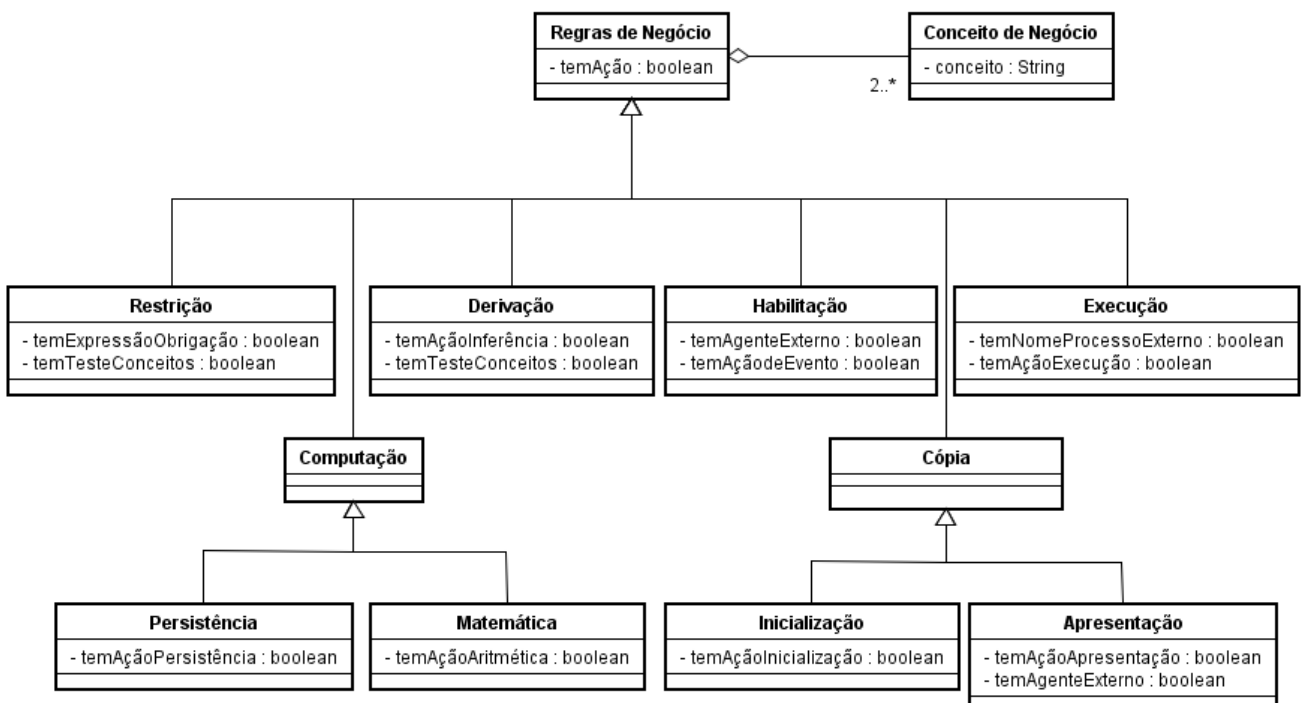 Regras de Negócio
- temAção : boolean
Conceito de Negócio
- conceito : String
2..*
Restrição
- temExpressãoObrigação : boolean
- temTesteConceitos : boolean
Derivação
- temAçãoInferência : boolean
- temTesteConceitos : boolean
Habilitação
- temAgenteExterno : boolean
- temAçãodeEvento : boolean
Execução
- temNomeProcessoExterno : boolean
- temAçãoExecução : boolean
Computação
Cópia
Persistência
- temAçãoPersistência : boolean
Matemática
- temAçãoAritmética : boolean
Inicialização
- temAçãoInicialização : boolean
Apresentação
- temAçãoApresentação : boolean
- temAgenteExterno : boolean